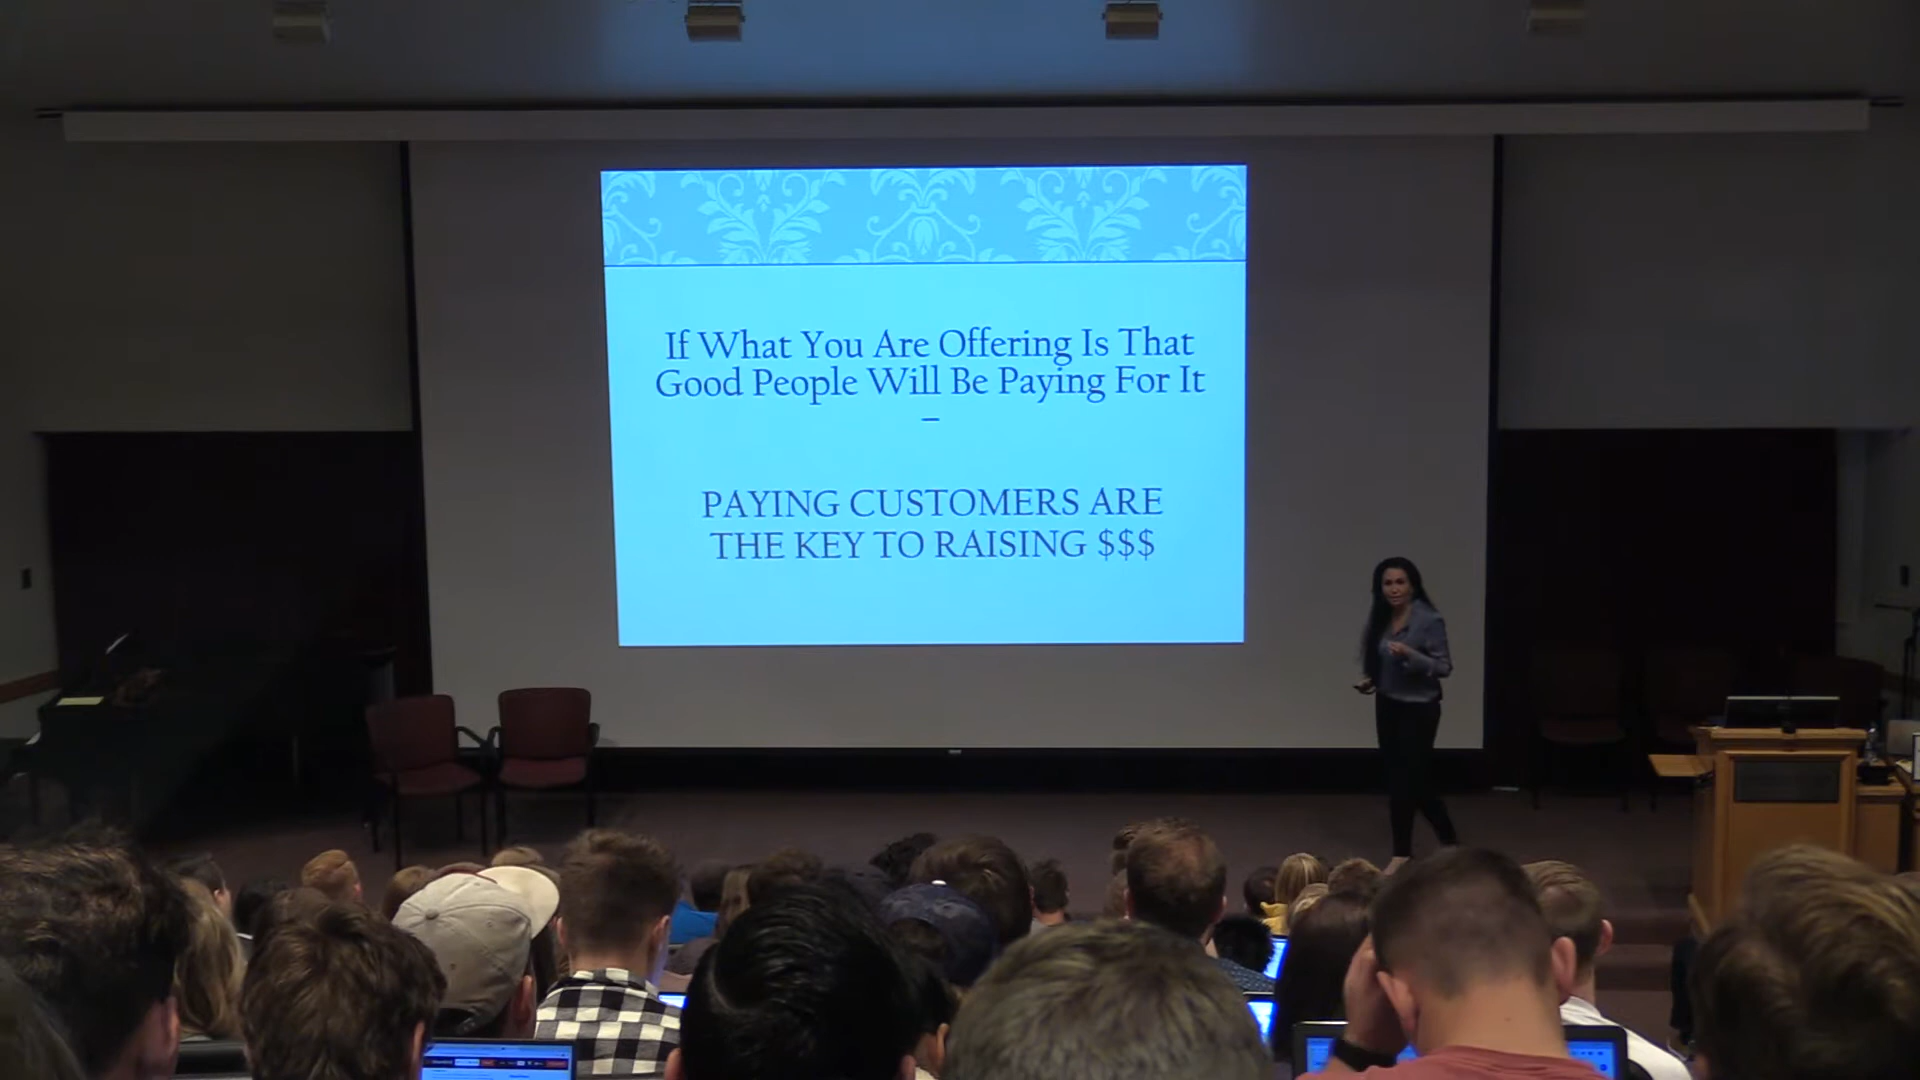 If What You Are Offering Is That
Good People Will Be Paying For It
–
PAYING CUSTOMERS ARE
THE KEY TO RAISING $$$